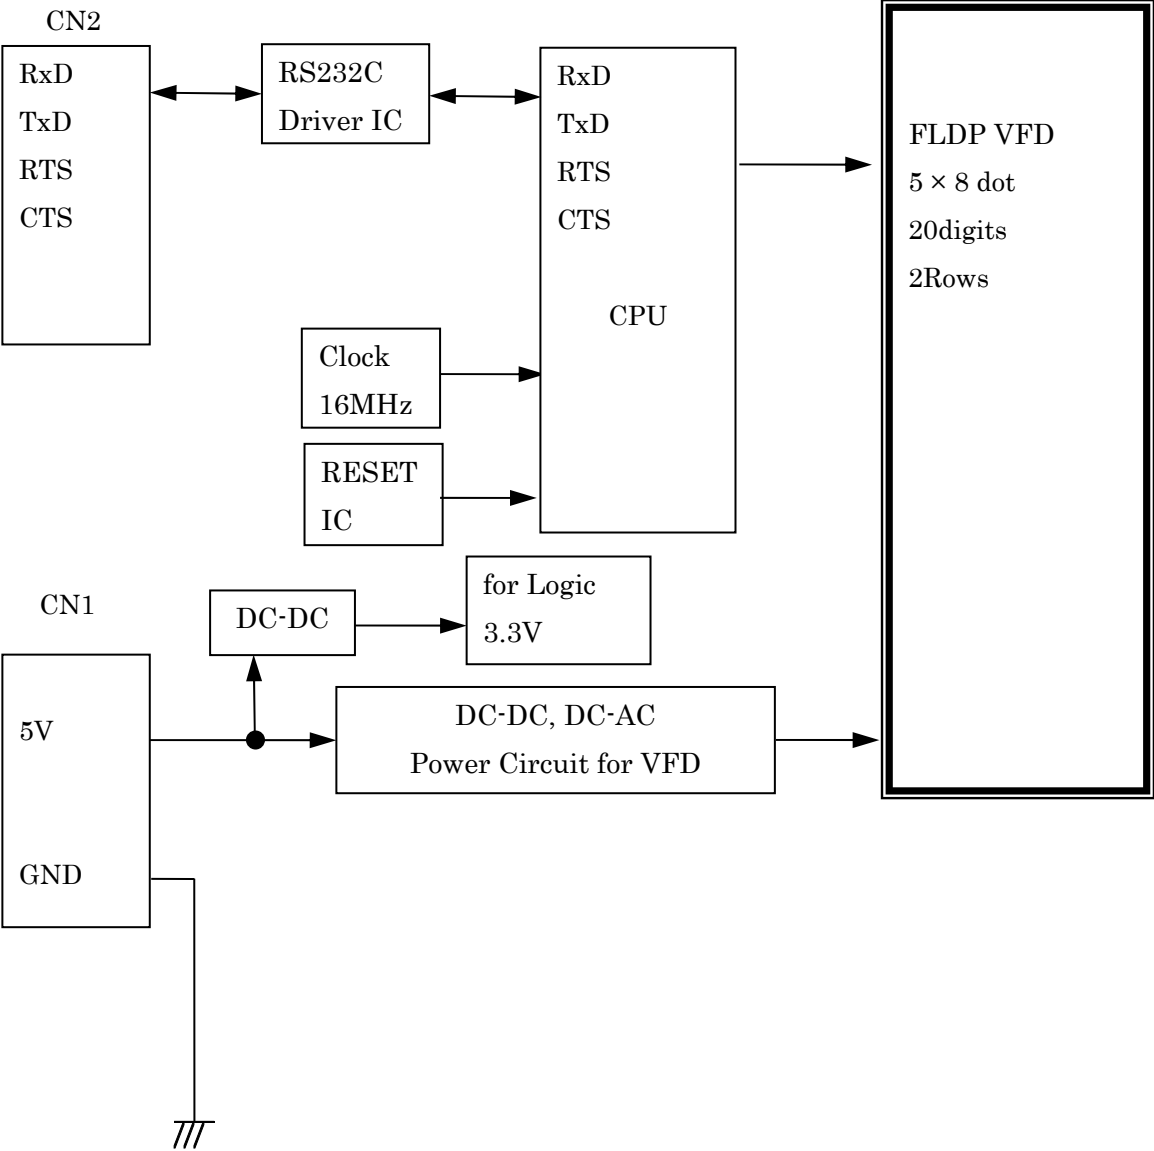 CN2
RxD
TxD
RTS
CTS
RS232C
Driver IC
RxD
TxD
RTS
CTS
CPU
FLDP VFD
5 × 8 dot
20digits
2Rows
Clock
16MHz
RESET
IC
CN1
5V
GND
DC-DC
for Logic
3.3V
DC-DC, DC-AC
Power Circuit for VFD